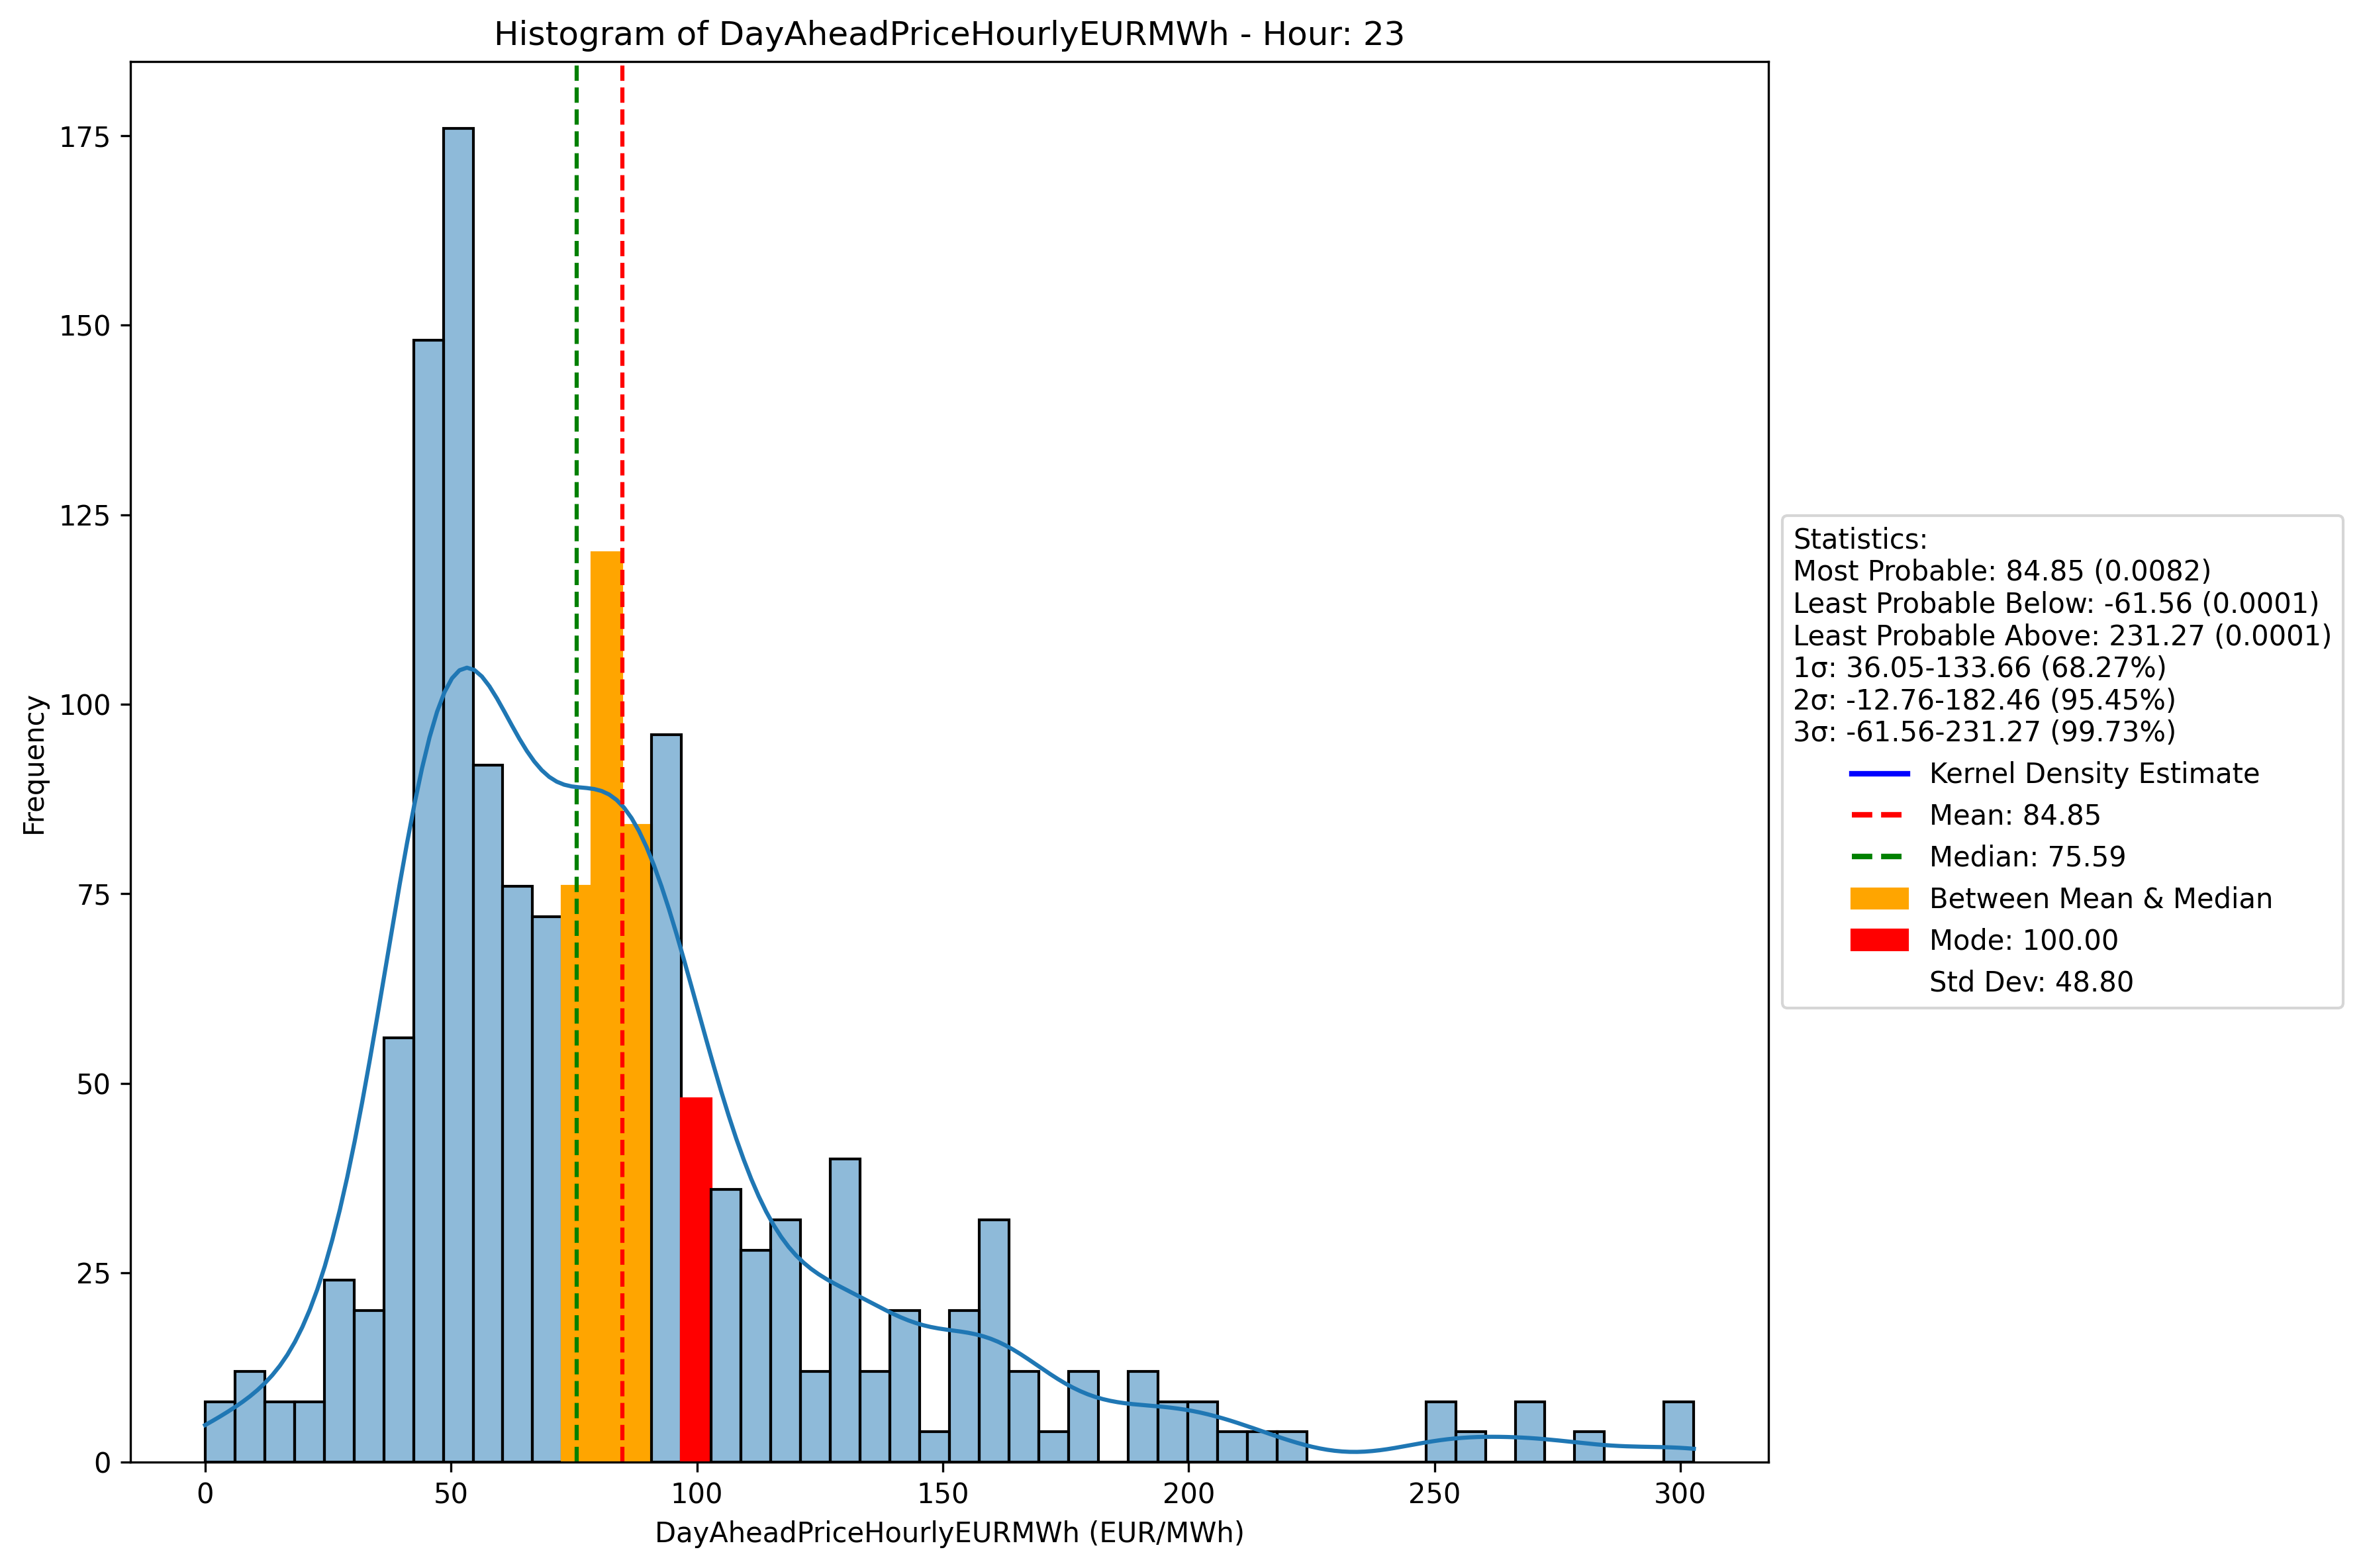 Histogram of DayAheadPriceHourlyEURMWh - Hour: 23
Frequency
175
150
125
100
75
50
25
0
0 50 100 150 200 250 300
DayAheadPriceHourlyEURMWh (EUR/MWh)
Statistics:
Most Probable: 84.85 (0.0082)
Least Probable Below: -61.56 (0.0001)
Least Probable Above: 231.27 (0.0001)
1σ: 36.05-133.66 (68.27%)
2σ: -12.76-182.46 (95.45%)
3σ: -61.56-231.27 (99.73%)
Kernel Density Estimate
Mean: 84.85
Median: 75.59
Between Mean & Median
Mode: 100.00
Std Dev: 48.80